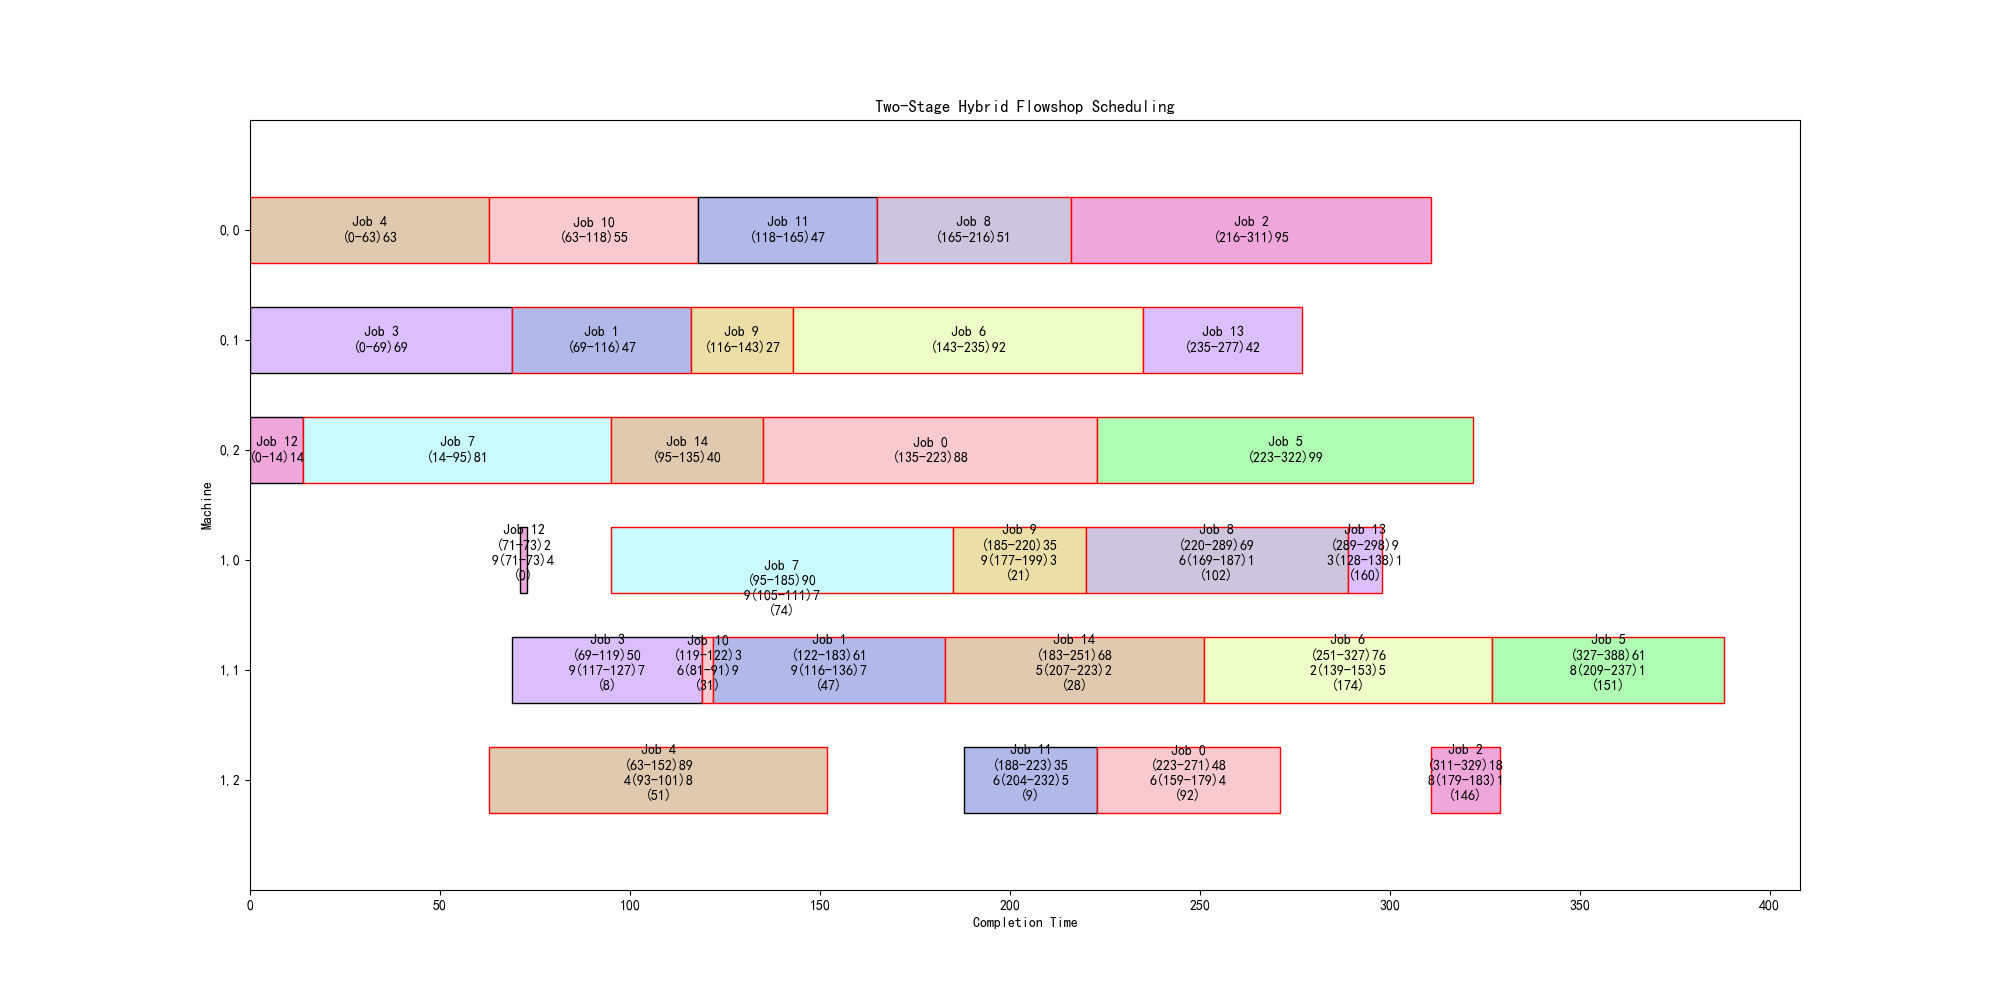 Two-Stage Hybrid Flowshop Scheduling
0,0
Job 4
(0-63)63
Job 10
(63-118)55
Job 11
(118-165)47
Job 8
(165-216)51
Job 2
(216-311)95
0,1
Job 3
(0-69)69
Job 1
(69-116)47
Job 9
(116-143)27
Job 6
(143-235)92
Job 13
(235-277)42
0,2
Job 12
(0-14)14
Job 7
(14-95)81
Job 14
(95-135)40
Job 0
(135-223)88
Job 5
(223-322)99
1,0
Job 12
(71-73)2
9(71-73)4
(0)
Job 7
(95-185)90
9(105-111)7
(74)
Job 9
(185-220)35
9(177-199)3
(21)
Job 8
(220-289)69
6(169-187)1
(102)
Job 13
(289-298)9
3(128-138)1
(160)
1,1
Job 3
(69-119)50
9(117-127)7
(8)
Job 10
(119-122)3
6(81-91)9
(31)
Job 1
(122-183)61
9(116-136)7
(47)
Job 14
(183-251)68
5(207-223)2
(28)
Job 6
(251-327)76
2(139-153)5
(174)
Job 5
(327-388)61
8(209-237)1
(151)
1,2
Job 4
(63-152)89
4(93-101)8
(51)
Job 11
(188-223)35
6(204-232)5
(9)
Job 0
(223-271)48
6(159-179)4
(92)
Job 2
(311-329)18
8(179-183)1
(146)
Machine
0
50
100
150
200
250
300
350
400
Completion Time